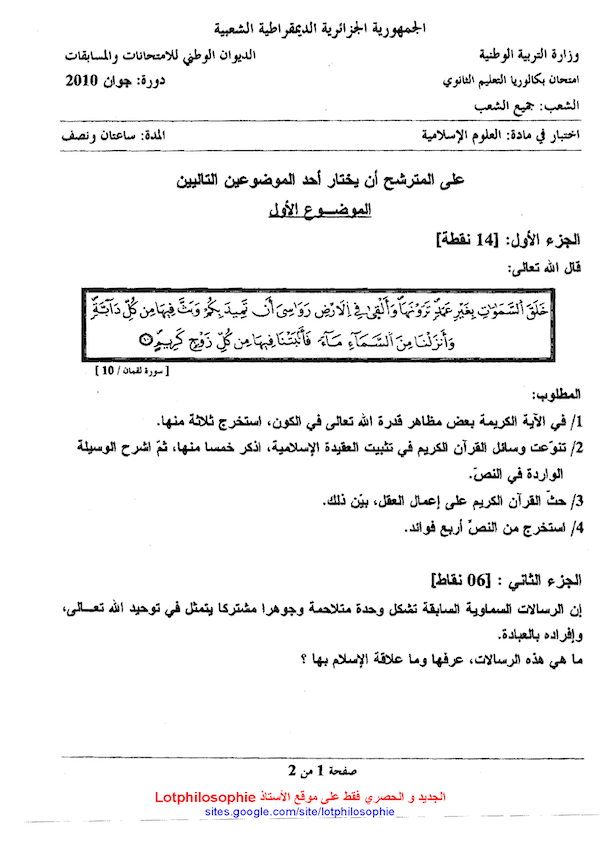 الجمهورية الجزائرية الديمقراطية الشعبية
وزارة التربية الوطنية الديوان الوطني للامتحانات والمسابقات
امتحان بكالوريا التعليم الثانوي دورة: جوان 2010
الشعب: جميع الشعب
اختبار في مادة: العلوم الإسلامية المدة: ساعتان ونصف
على المترشح أن يختار أحد الموضوعين التاليين
الموضـــوع الأول
الجزء الأول: [14 نقطة]
قال الله تعالى:
خَلَقَ اَلسَّمَٰوَٰتِ بِغَيْرِ عَمَدٖ تَرَوْنَهَاۖ وَأَلْق۪يٰ فِے اِلَارْضِ رَوَٰسِيَ أَن تَمِيدَ بِكُمْ وَبَثَّ فِيهَا مِن كُلِّ دَآبَّةٖۖ
وَأَنزَلْنَا مِنَ اَلسَّمَآءِ مَآءٗ فَأَنۢبَتْنَا فِيهَا مِن كُلِّ زَوْجٖ كَرِيمٍۖ ١٠
[ سورة لقمان / 10 ]
المطلوب:
1/ في الآية الكريمة بعض مظاهر قدرة الله تعالى في الكون، استخرج ثلاثة منها.
2/ تنوّعت وسائل القرآن الكريم في تثبيت العقيدة الإسلامية، اذكر خمسا منها، ثمّ اشرح الوسيلة
الواردة في النصّ.
3/ حثّ القرآن الكريم على إعمال العقل، بيّن ذلك.
4/ استخرج من النصِّ أربع فوائد.
الجزء الثاني : [06 نقاط]
إن الرسالات السماوية السابقة تشكل وحدة متلاحمة وجوهرا مشتركا يتمثل في توحيد الله تعـــالى،
وإفراده بالعبادة.
ما هي هذه الرسالات، عرفها وما علاقة الإسلام بها ؟
صفحة 1 من 2
الجديد و الحصري فقط على موقع الأستاذ Lotphilosophie
sites.google.com/site/lotphilosophie